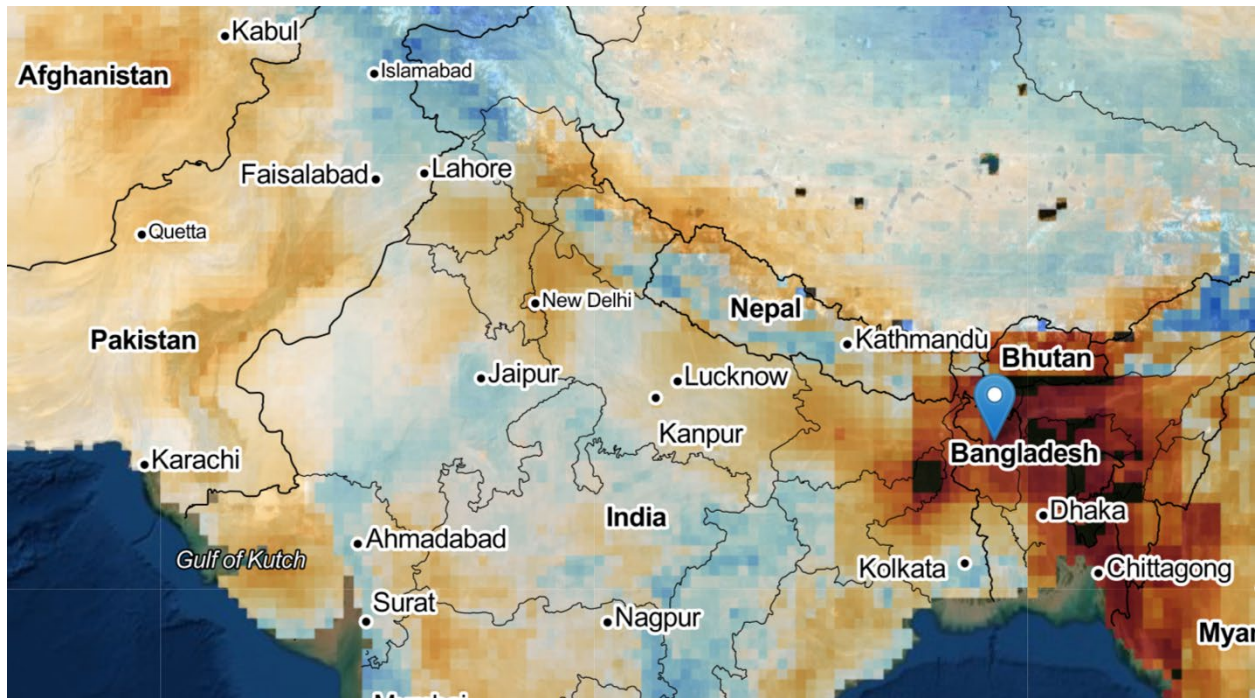 Kabul
Afghanistan
Islamabad
Faisalabad
Lahore
Quetta
New Delhi
Nepal
Pakistan
Kathmandu
Bhutan
Jaipur
Lucknow
Kanpur
Bangladesh
Karachi
India
Dhaka
Ahmadabad
Gulf of Kutch
Kolkata
Chittagong
Surat
Nagpur
Myar